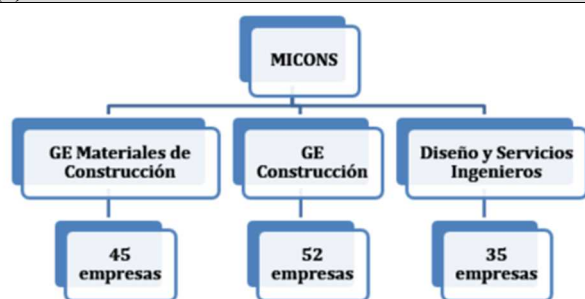 MICONS
GE Materiales de
Construcción
GE
Construcción
Diseño y Servicios
Ingenieros
45
empresas
52
empresas
35
empresas